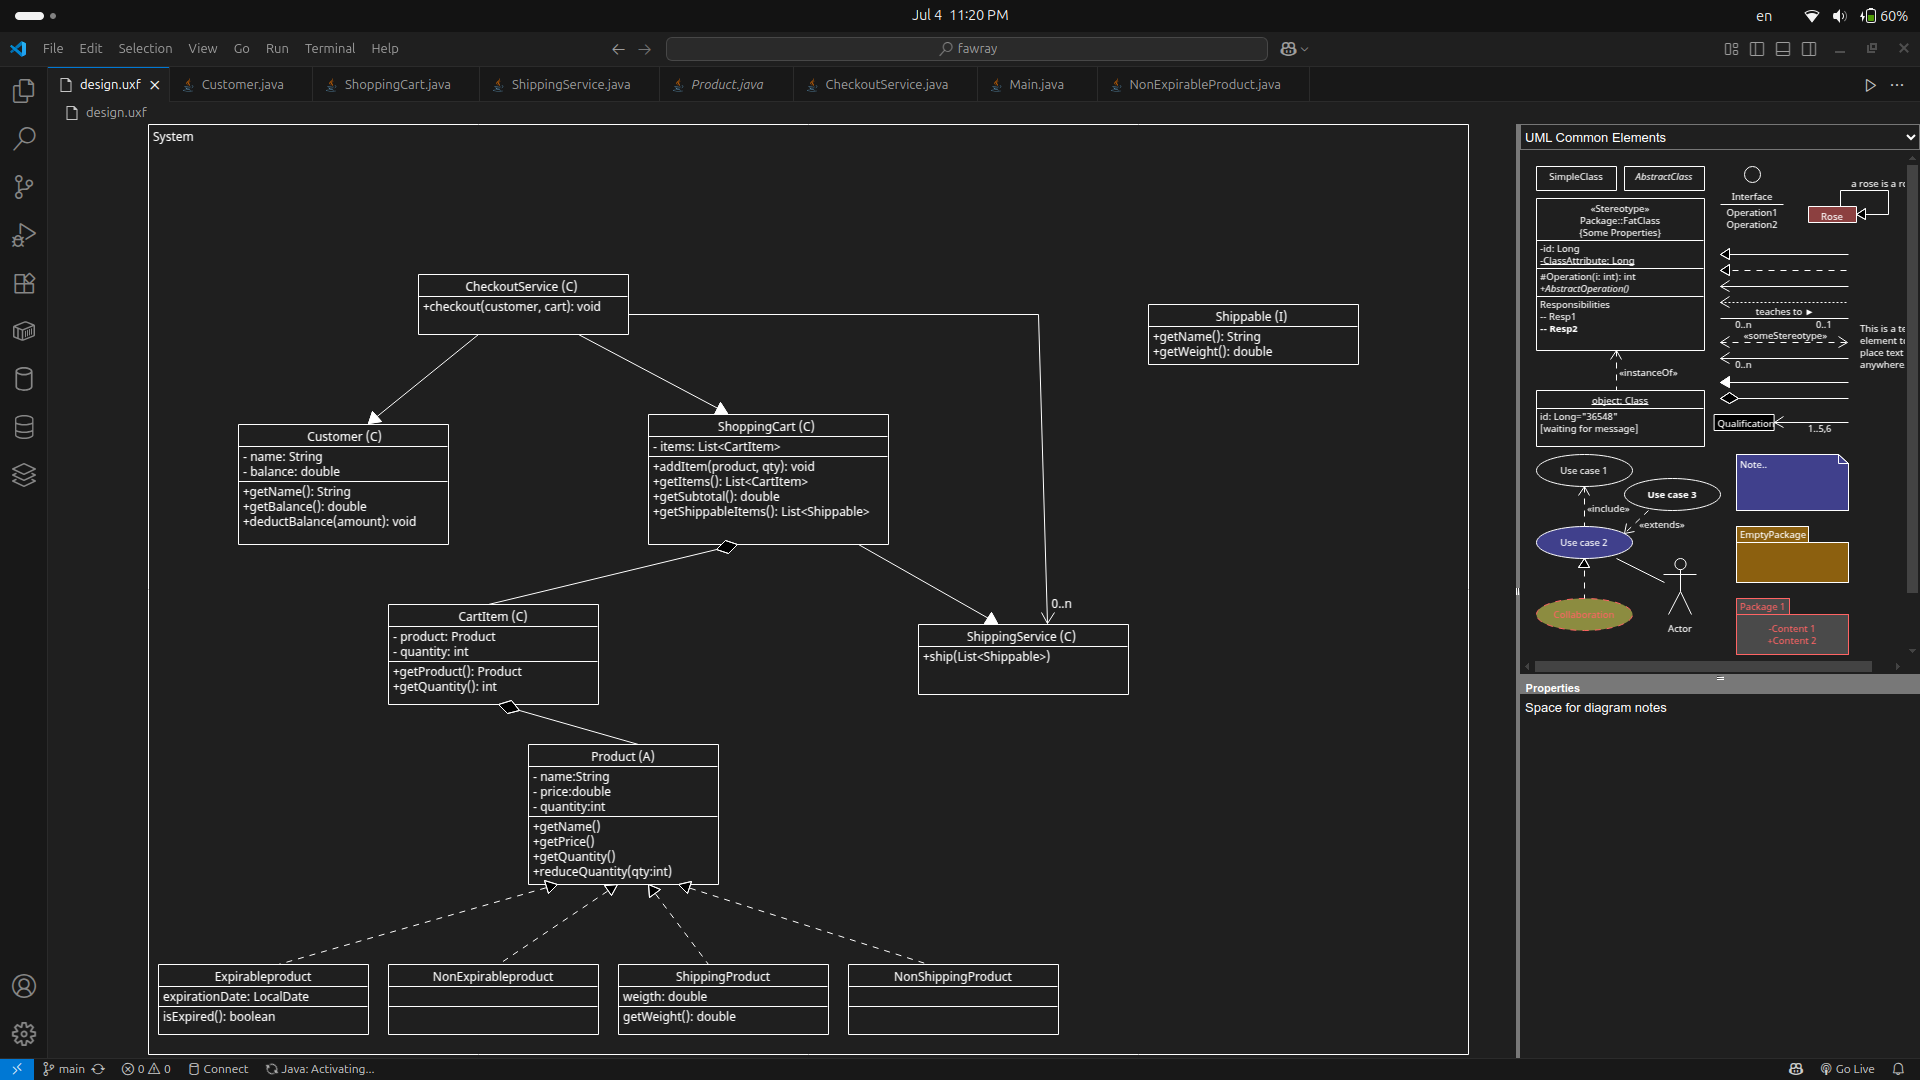 Jul 4 11:20 PM
en
60%
File Edit Selection View Go Run Terminal Help
fawray
design.uxf
Customer.java
ShoppingCart.java
ShippingService.java
Product.java
CheckoutService.java
Main.java
NonExpirableProduct.java
design.uxf
System
CheckoutService (C)
+checkout(customer, cart): void
Shippable (I)
+getName(): String
+getWeight(): double
Customer (C)
- name: String
- balance: double
+getName(): String
+getBalance(): double
+deductBalance(amount): void
ShoppingCart (C)
- items: List<CartItem>
+addItem(product, qty): void
+getItems(): List<CartItem>
+getSubtotal(): double
+getShippableItems(): List<Shippable>
CartItem (C)
- product: Product
- quantity: int
+getProduct(): Product
+getQuantity(): int
0..n
ShippingService (C)
+ship(List<Shippable>)
Product (A)
- name:String
- price:double
- quantity:int
+getName()
+getPrice()
+getQuantity()
+reduceQuantity(qty:int)
Expirableproduct
expirationDate: LocalDate
isExpired(): boolean
NonExpirableproduct
ShippingProduct
weigth: double
getWeight(): double
NonShippingProduct
UML Common Elements
SimpleClass
AbstractClass
«Stereotype»
Package::FatClass
{Some Properties}
-id: Long
-ClassAttribute: Long
#Operation(i: int): int
+AbstractOperation()
Responsibilities
-- Resp1
-- Resp2
«instanceOf»
object: Class
id: Long="36548"
[waiting for message]
Interface
Operation1
Operation2
a rose is a ro
Rose
teaches to ►
0..n 0..1
«someStereotype»
0..n
This is a te
element to
place text
anywhere.
Qualification
1..5,6
Use case 1
Use case 3
«include»
«extends»
Use case 2
Collaboration
Actor
Note..
EmptyPackage
Package 1
-Content 1
+Content 2
Properties
Space for diagram notes
main
0 0
Connect
Java: Activating...
Go Live